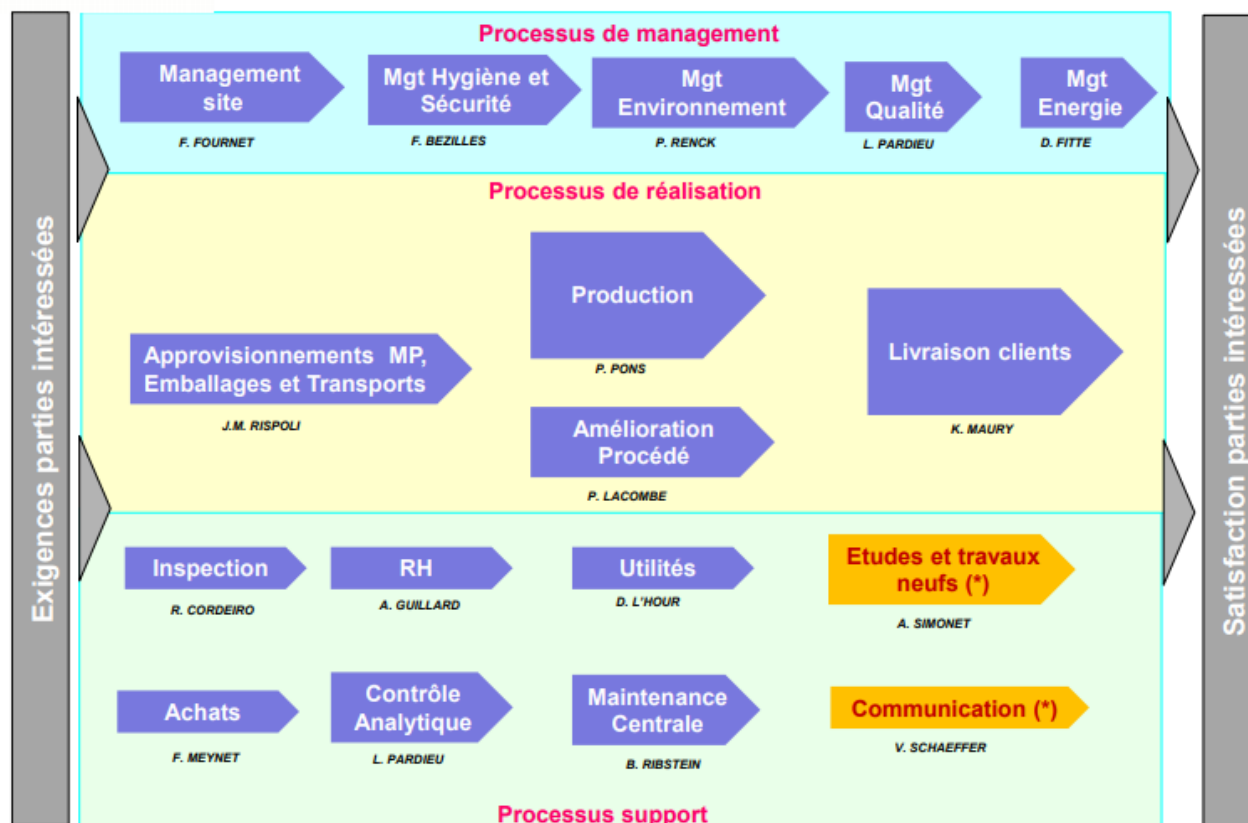 Exigences parties intéressées
Processus de management
Management
site
F. FOURNET
Mgt Hygiène et
Sécurité
F. BEZILLES
Mgt
Environnement
P. RENCK
Mgt
Qualité
L. PARDIEU
Mgt
Energie
D. FITTE
Processus de réalisation
Approvisionnements MP,
Emballages et Transports
J.M. RISPOLI
Production
P. PONS
Amélioration
Procédé
P. LACOMBE
Livraison clients
K. MAURY
Inspection
R. CORDEIRO
RH
A. GUILLARD
Utilités
D. L'HOUR
Etudes et travaux
neufs (*)
A. SIMONET
Achats
F. MEYNET
Contrôle
Analytique
L. PARDIEU
Maintenance
Centrale
B. RIBSTEIN
Communication (*)
V. SCHAEFFER
Processus support
Satisfaction parties intéressées